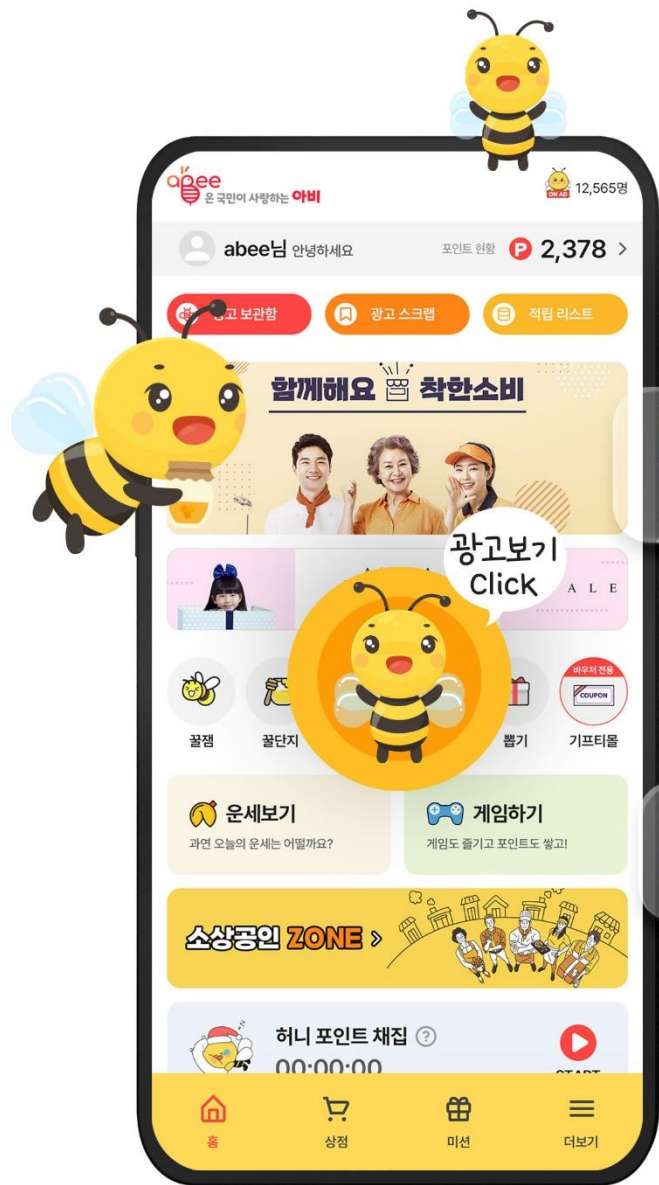 abee
온 국민이 사랑하는 아비
ON AD
12,565명
abee님 안녕하세요
포인트 현황 P 2,378 >
보관함
광고 스크랩
적립 리스트
함께해요 착한소비
광고보기
Click
A L E
바우처 전용
COUPON
꿀잼
꿀단지
뽑기
기프티몰
운세보기
과연 오늘의 운세는 어떨까요?
게임하기
게임도 즐기고 포인트도 쌓고!
소상공인 ZONE >
허니 포인트 채집 ?
00:00:00
START
홈
상점
미션
더보기